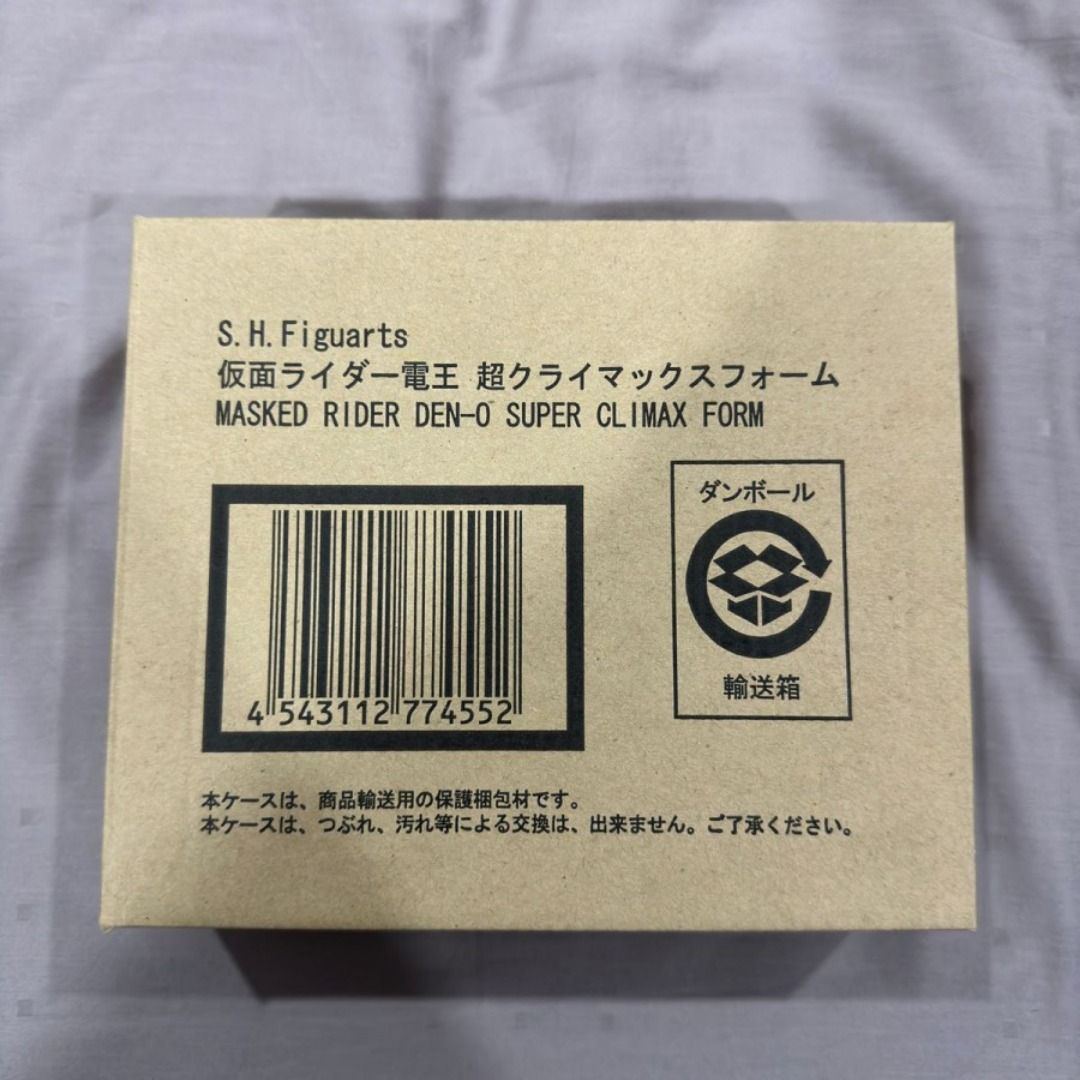 S.H.Figuarts
仮面ライダー電王 超クライマックスフォーム
MASKED RIDER DEN-O SUPER CLIMAX FORM
ダンボール
輸送箱
4 543112 774552
本ケースは、商品輸送用の保護梱包材です。
本ケースは、つぶれ、汚れ等による交換は、出来ません。ご了承ください。